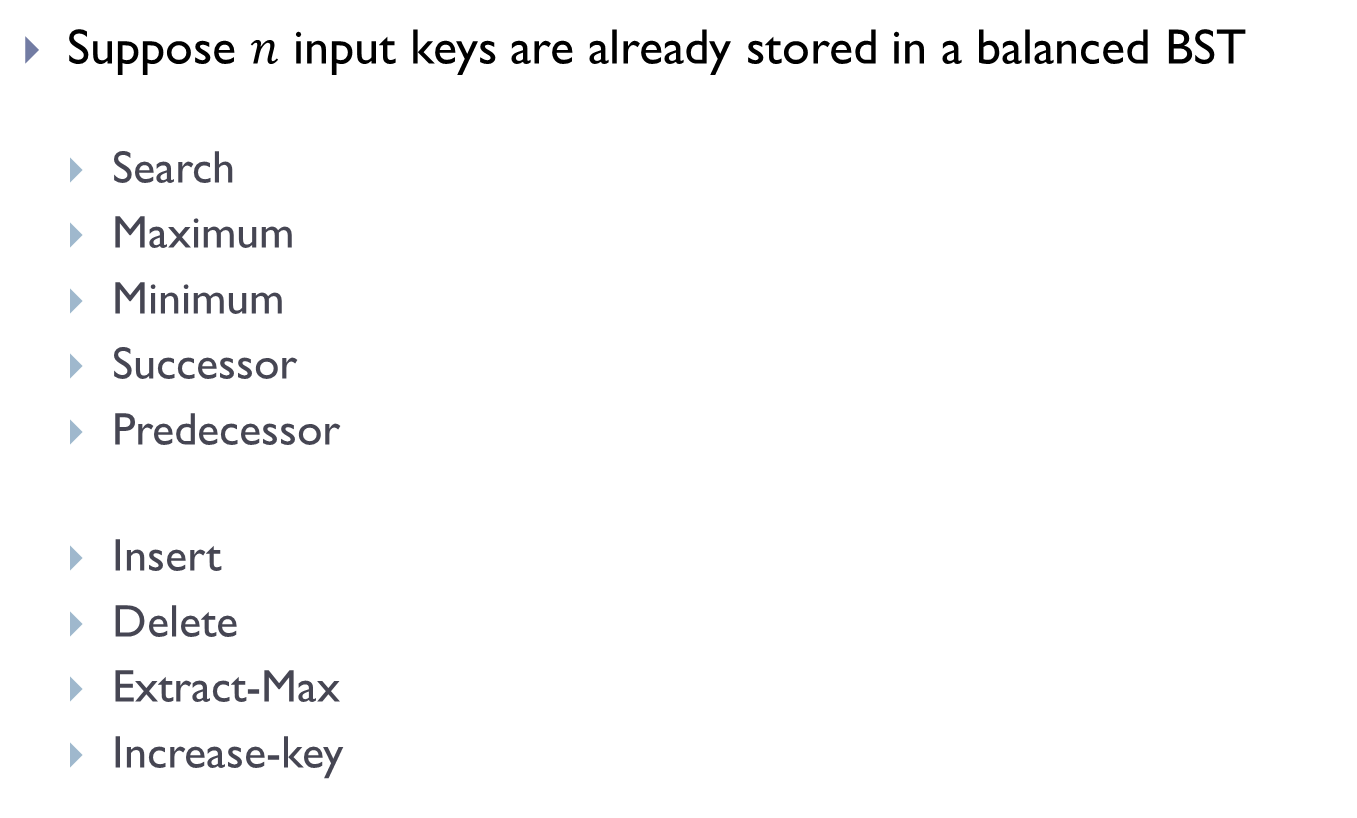 Suppose n input keys are already stored in a balanced BST
Search
Maximum
Minimum
Successor
Predecessor
Insert
Delete
Extract-Max
Increase-key